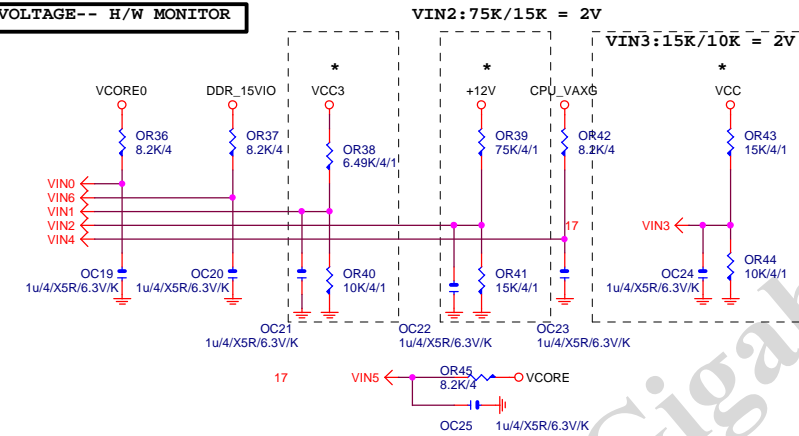 VOLTAGE-- H/W MONITOR
VIN2:75K/15K = 2V
VIN3:15K/10K = 2V
* * *
VCORE0 DDR_15VIO VCC3 +12V CPU_VAXG VCC
OR36 OR37 OR38 OR39 OR42 OR43
8.2K/4 8.2K/4 6.49K/4/1 75K/4/1 8.2K/4 15K/4/1
VIN0
VIN6
VIN1
VIN2 17 VIN3
VIN4
OC19 OC20 OR40 OR41 OC24 OR44
1u/4/X5R/6.3V/K 1u/4/X5R/6.3V/K 10K/4/1 15K/4/1 1u/4/X5R/6.3V/K 10K/4/1
OC21 OC22 OC23
1u/4/X5R/6.3V/K 1u/4/X5R/6.3V/K 1u/4/X5R/6.3V/K
17 VIN5 OR45 VCORE
8.2K/4
OC25 1u/4/X5R/6.3V/K